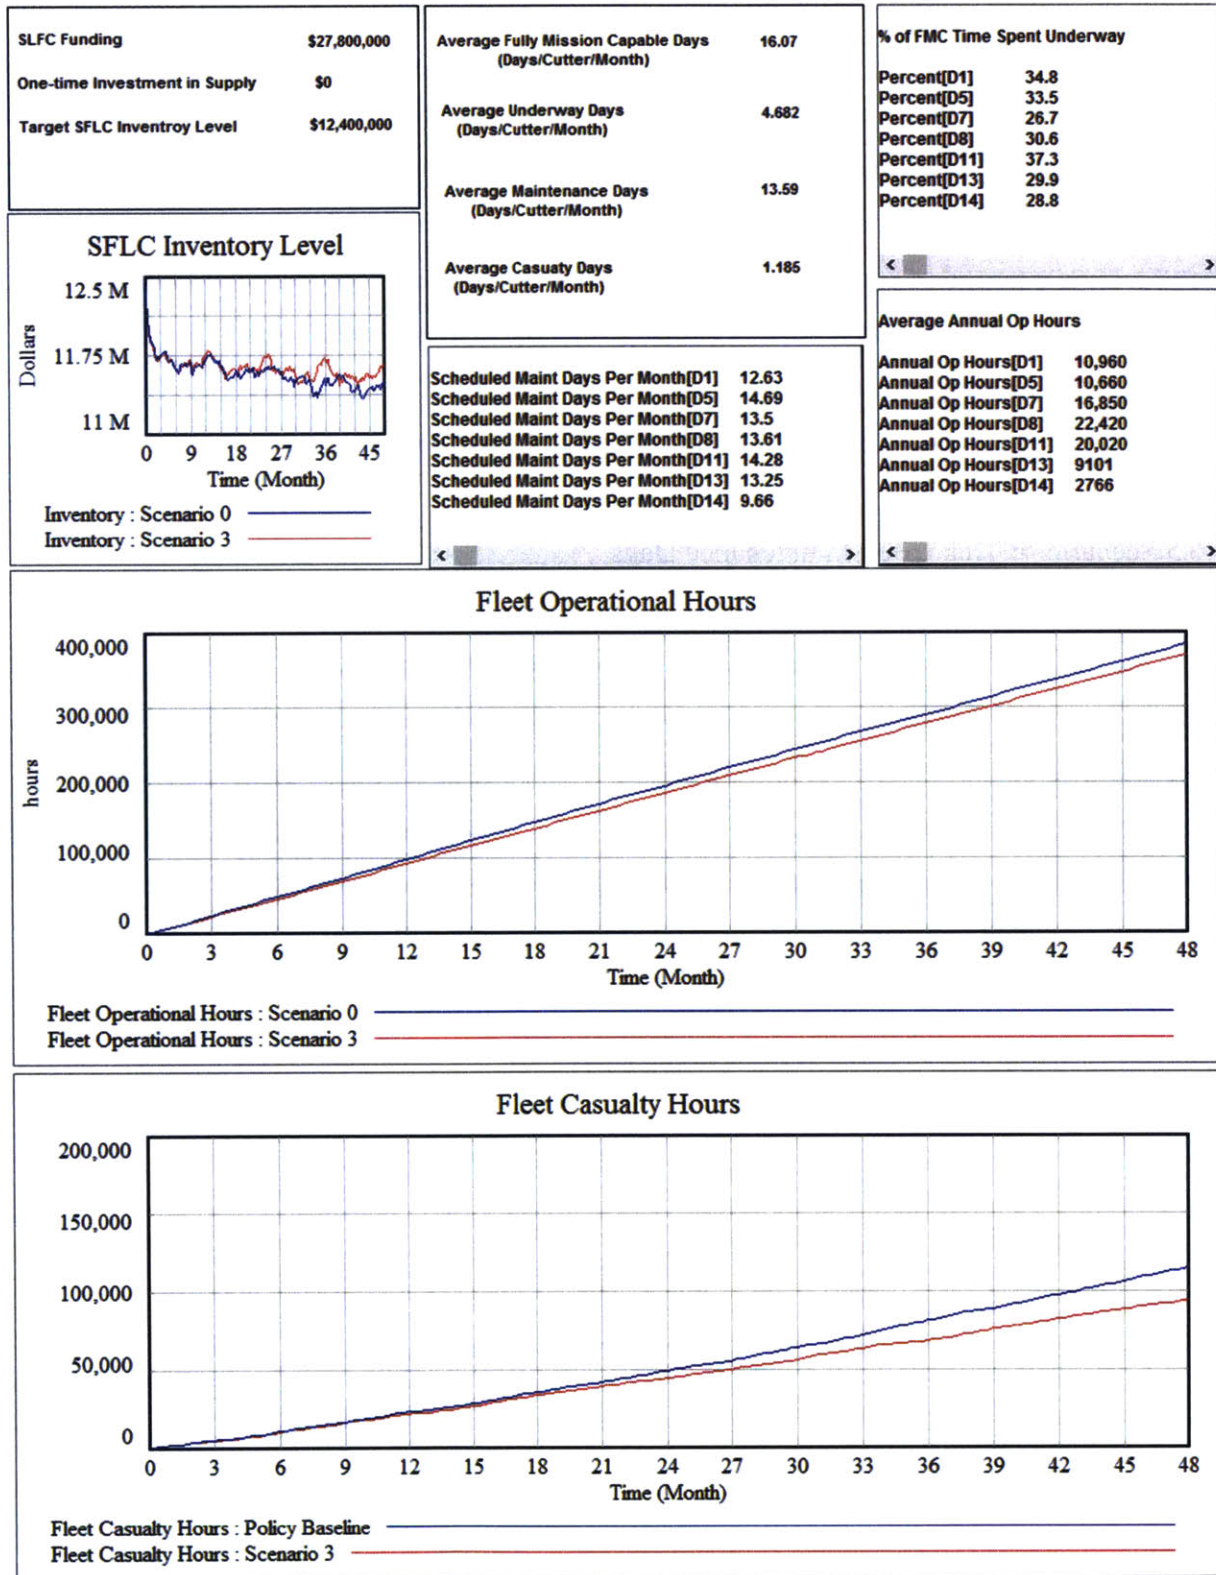 SLFC Funding $27,800,000
One-time Investment in Supply $0
Target SFLC Inventroy Level $12,400,000
Average Fully Mission Capable Days 16.07
(Days/Cutter/Month)
Average Underway Days 4.682
(Days/Cutter/Month)
Average Maintenance Days 13.59
(Days/Cutter/Month)
Average Casuaty Days 1.185
(Days/Cutter/Month)
% of FMC Time Spent Underway
Percent[D1] 34.8
Percent[D5] 33.5
Percent[D7] 26.7
Percent[D8] 30.6
Percent[D11] 37.3
Percent[D13] 29.9
Percent[D14] 28.8
SFLC Inventory Level
12.5 M
11.75 M
11 M
Dollars
0 9 18 27 36 45
Time (Month)
Inventory : Scenario 0
Inventory : Scenario 3
Scheduled Maint Days Per Month[D1] 12.63
Scheduled Maint Days Per Month[D5] 14.69
Scheduled Maint Days Per Month[D7] 13.5
Scheduled Maint Days Per Month[D8] 13.61
Scheduled Maint Days Per Month[D11] 14.28
Scheduled Maint Days Per Month[D13] 13.25
Scheduled Maint Days Per Month[D14] 9.66
Average Annual Op Hours
Annual Op Hours[D1] 10,960
Annual Op Hours[D5] 10,660
Annual Op Hours[D7] 16,850
Annual Op Hours[D8] 22,420
Annual Op Hours[D11] 20,020
Annual Op Hours[D13] 9101
Annual Op Hours[D14] 2766
Fleet Operational Hours
400,000
300,000
200,000
100,000
0
hours
0 3 6 9 12 15 18 21 24 27 30 33 36 39 42 45 48
Time (Month)
Fleet Operational Hours : Scenario 0
Fleet Operational Hours : Scenario 3
Fleet Casualty Hours
200,000
150,000
100,000
50,000
0
0 3 6 9 12 15 18 21 24 27 30 33 36 39 42 45 48
Time (Month)
Fleet Casualty Hours : Policy Baseline
Fleet Casualty Hours : Scenario 3